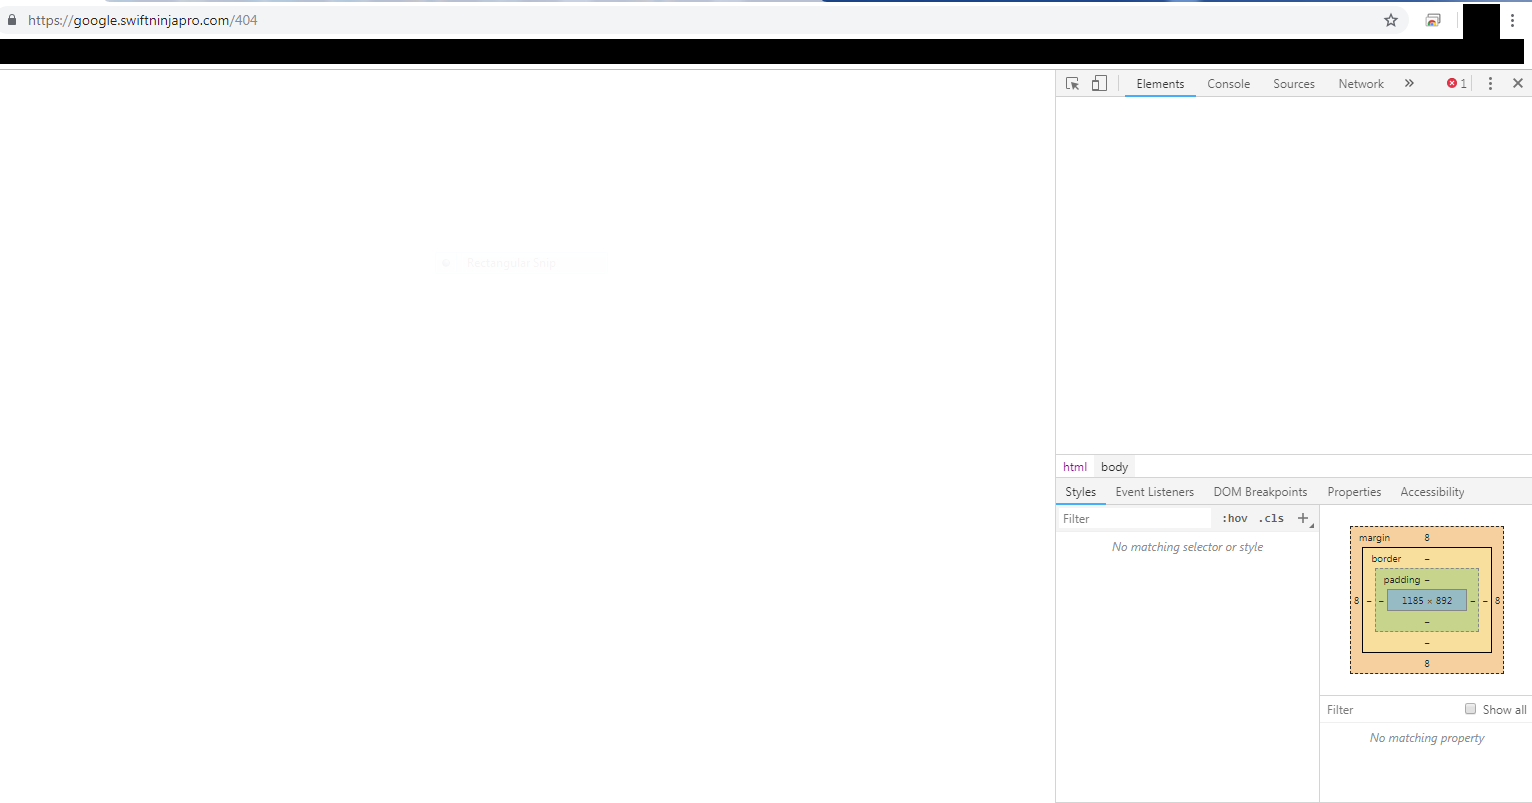 https://google.swiftninjapro.com/404
Elements Console Sources Network » 1
Rectangular Snip
html body
Styles Event Listeners DOM Breakpoints Properties Accessibility
Filter :hov .cls +
No matching selector or style
margin 8
border –
padding –
8 – – 1185 × 892 – – 8
–
–
8
Filter Show all
No matching property